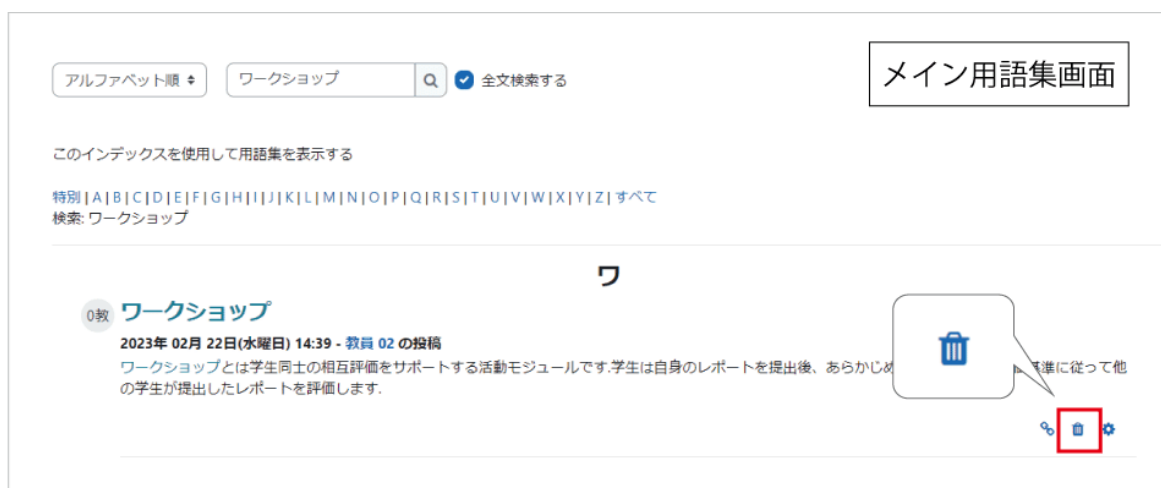 アルファベット順 ワークショップ 全文検索する
メイン用語集画面
このインデックスを使用して用語集を表示する
特別 | A | B | C | D | E | F | G | H | I | J | K | L | M | N | O | P | Q | R | S | T | U | V | W | X | Y | Z | すべて
検索: ワークショップ
ワ
0教 ワークショップ
2023年 02月 22日(水曜日) 14:39 - 教員 02 の投稿
ワークショップとは学生同士の相互評価をサポートする活動モジュールです.学生は自身のレポートを提出後、あらかじめ 準に従って他
の学生が提出したレポートを評価します.